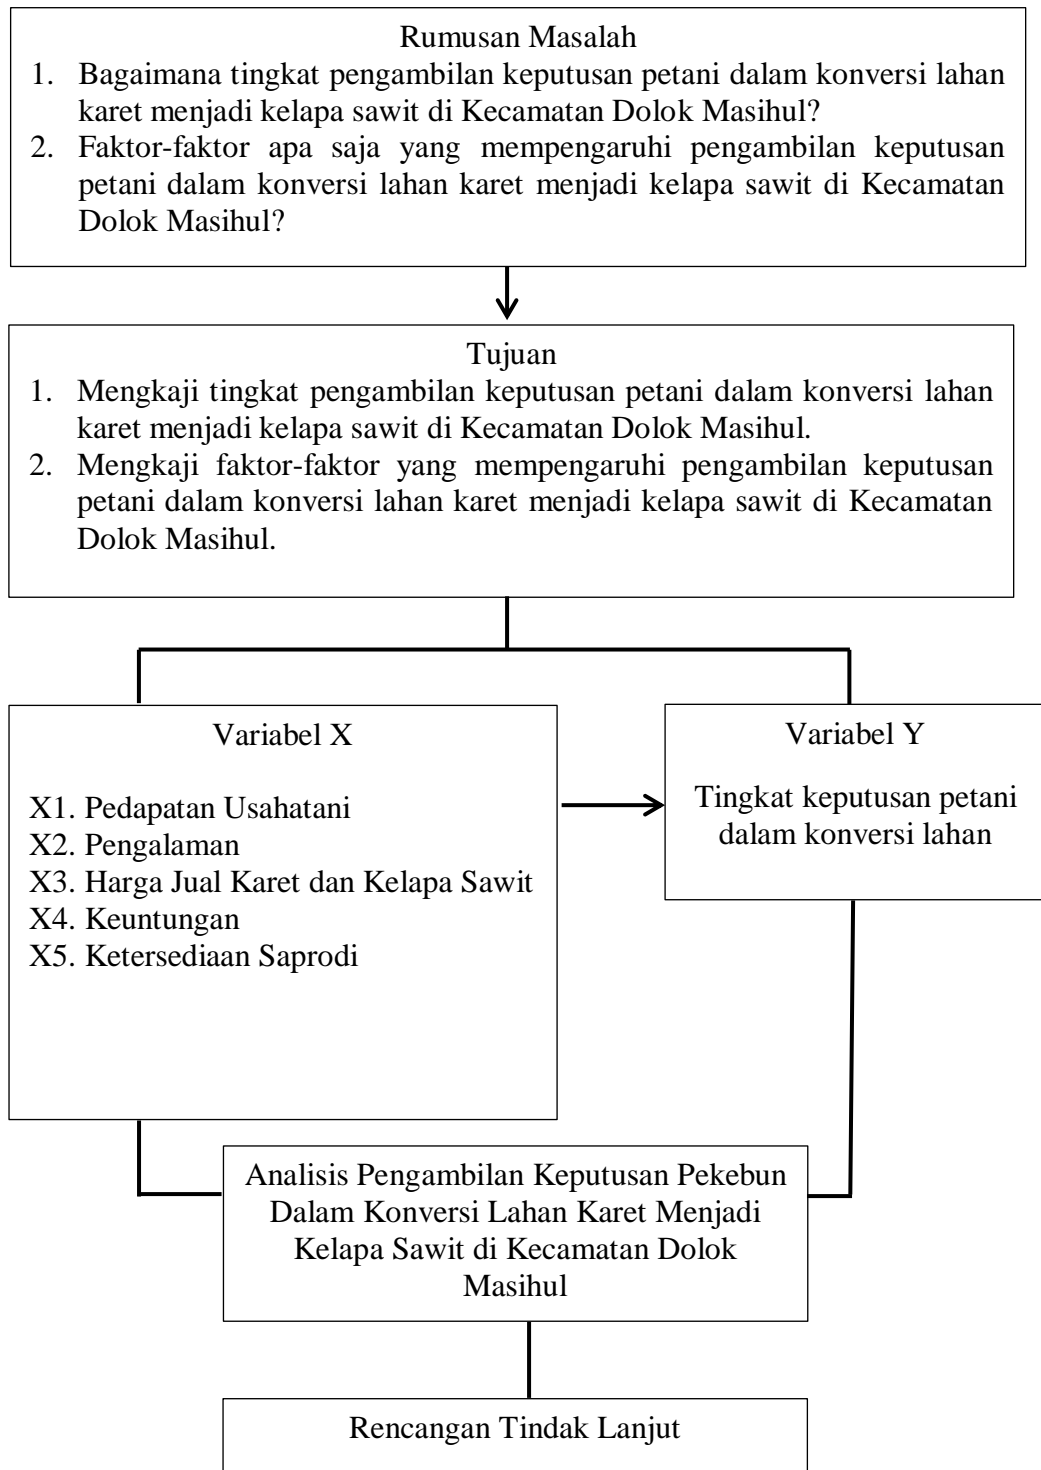 Rumusan Masalah
1. Bagaimana tingkat pengambilan keputusan petani dalam konversi lahan
karet menjadi kelapa sawit di Kecamatan Dolok Masihul?
2. Faktor-faktor apa saja yang mempengaruhi pengambilan keputusan
petani dalam konversi lahan karet menjadi kelapa sawit di Kecamatan
Dolok Masihul?
Tujuan
1. Mengkaji tingkat pengambilan keputusan petani dalam konversi lahan
karet menjadi kelapa sawit di Kecamatan Dolok Masihul.
2. Mengkaji faktor-faktor yang mempengaruhi pengambilan keputusan
petani dalam konversi lahan karet menjadi kelapa sawit di Kecamatan
Dolok Masihul.
Variabel X
X1. Pedapatan Usahatani
X2. Pengalaman
X3. Harga Jual Karet dan Kelapa Sawit
X4. Keuntungan
X5. Ketersediaan Saprodi
Variabel Y
Tingkat keputusan petani
dalam konversi lahan
Analisis Pengambilan Keputusan Pekebun
Dalam Konversi Lahan Karet Menjadi
Kelapa Sawit di Kecamatan Dolok
Masihul
Rencangan Tindak Lanjut